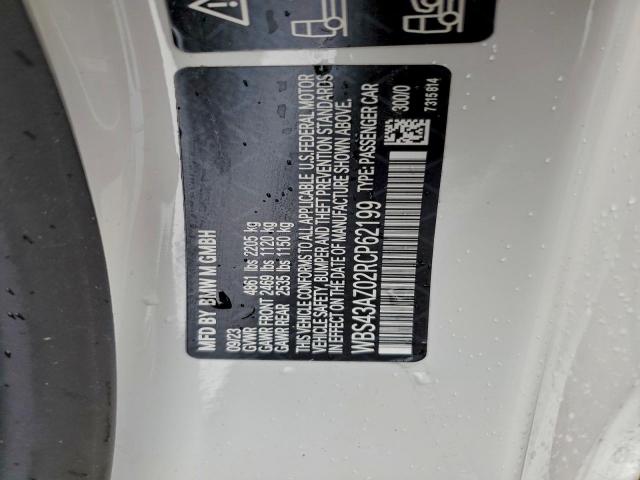 MFD BY BMW M GMBH
09/23
GVWR 4861 lbs 2205 kg
GAWR FRONT 2469 lbs 1120 kg
GAWR REAR 2535 lbs 1150 kg
THIS VEHICLE CONFORMS TO ALL APPLICABLE U.S. FEDERAL MOTOR
VEHICLE SAFETY, BUMPER AND THEFT PREVENTION STANDARDS
IN EFFECT ON THE DATE OF MANUFACTURE SHOWN ABOVE.
WBS43AZ02RCP62199 TYPE: PASSENGER CAR
300\0
7315814